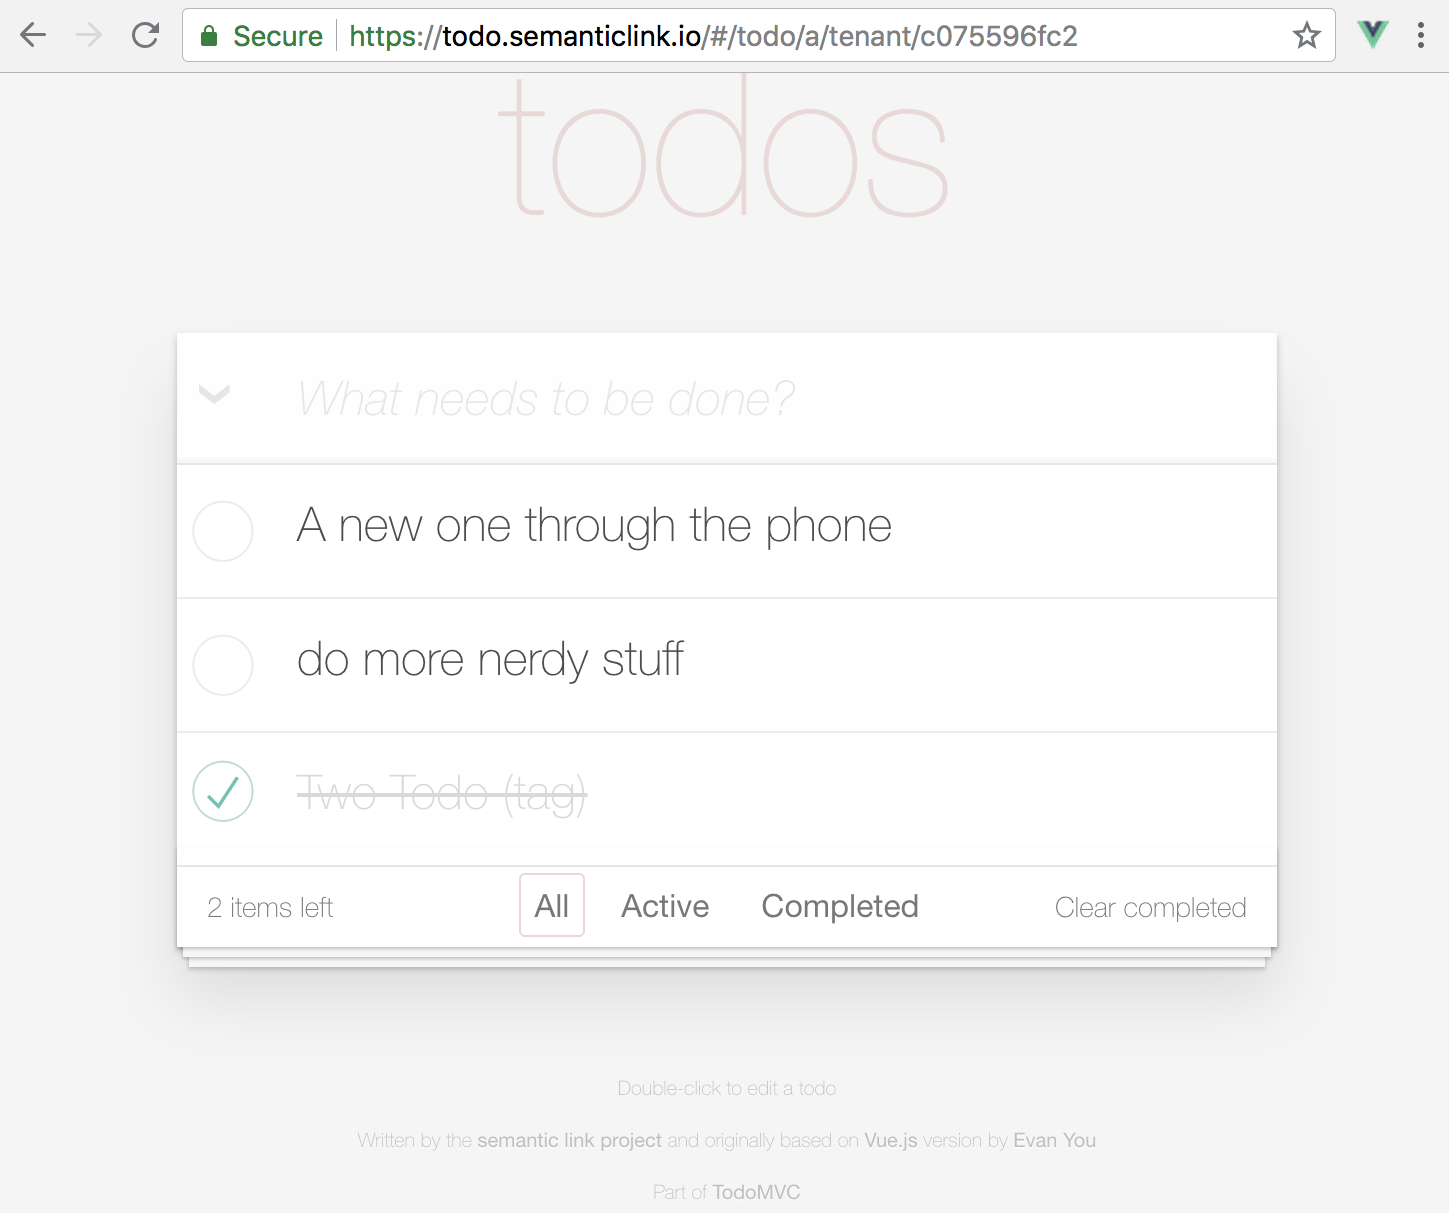 Secure https://todo.semanticlink.io/#/todo/a/tenant/c075596fc2
todos
What needs to be done?
A new one through the phone
do more nerdy stuff
Two Todo (tag)
2 items left All Active Completed Clear completed
Double-click to edit a todo
Written by the semantic link project and originally based on Vue.js version by Evan You
Part of TodoMVC